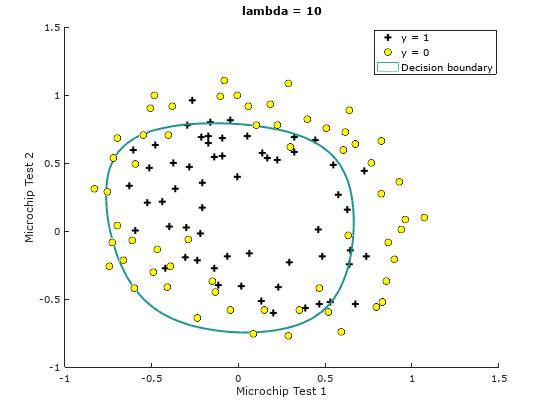 lambda = 10
y = 1
y = 0
Decision boundary
1.5
1
0.5
0
-0.5
-1
Microchip Test 2
-1
-0.5
0
0.5
1
1.5
Microchip Test 1